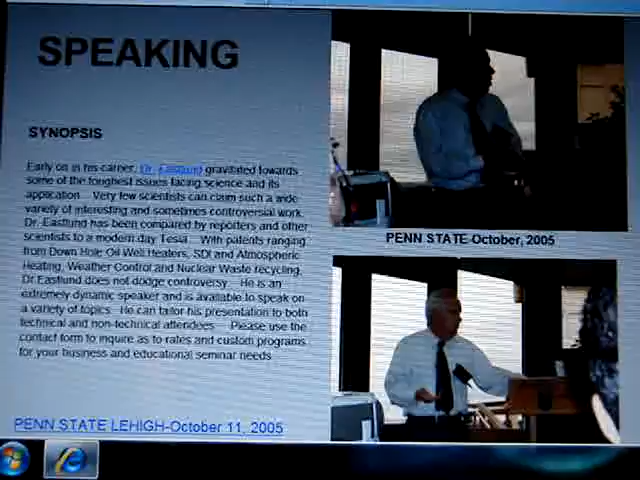 SPEAKING
SYNOPSIS
Early on in his career, Dr. Eastlund gravitated towards
some of the toughest issues facing science and its
application. Very few scientists can claim such a wide
variety of interesting and sometimes controversial work.
Dr. Eastlund has been compared by reporters and other
scientists to a modern day Tesla. With patents ranging
from Down Hole Oil Well Heaters, SDI and Atmospheric
Heating, Weather Control and Nuclear Waste recycling,
Dr Eastlund does not dodge controversy. He is an
extremely dynamic speaker and is available to speak on
a variety of topics. He can tailor his presentation to both
technical and non-technical attendees. Please use the
contact form to inquire as to rates and custom programs
for your business and educational seminar needs
PENN STATE LEHIGH-October 11, 2005
PENN STATE October, 2005